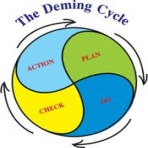 The Deming Cycle
ACTION
PLAN
CHECK
DO